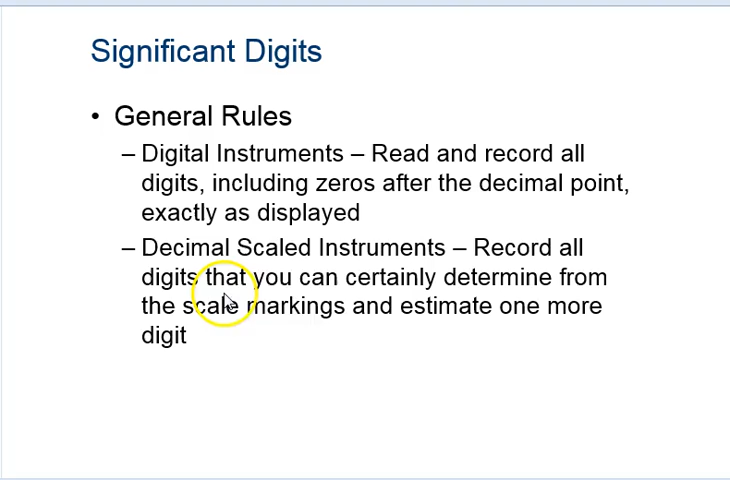 Significant Digits
• General Rules
– Digital Instruments – Read and record all
digits, including zeros after the decimal point,
exactly as displayed
– Decimal Scaled Instruments – Record all
digits that you can certainly determine from
the scale markings and estimate one more
digit